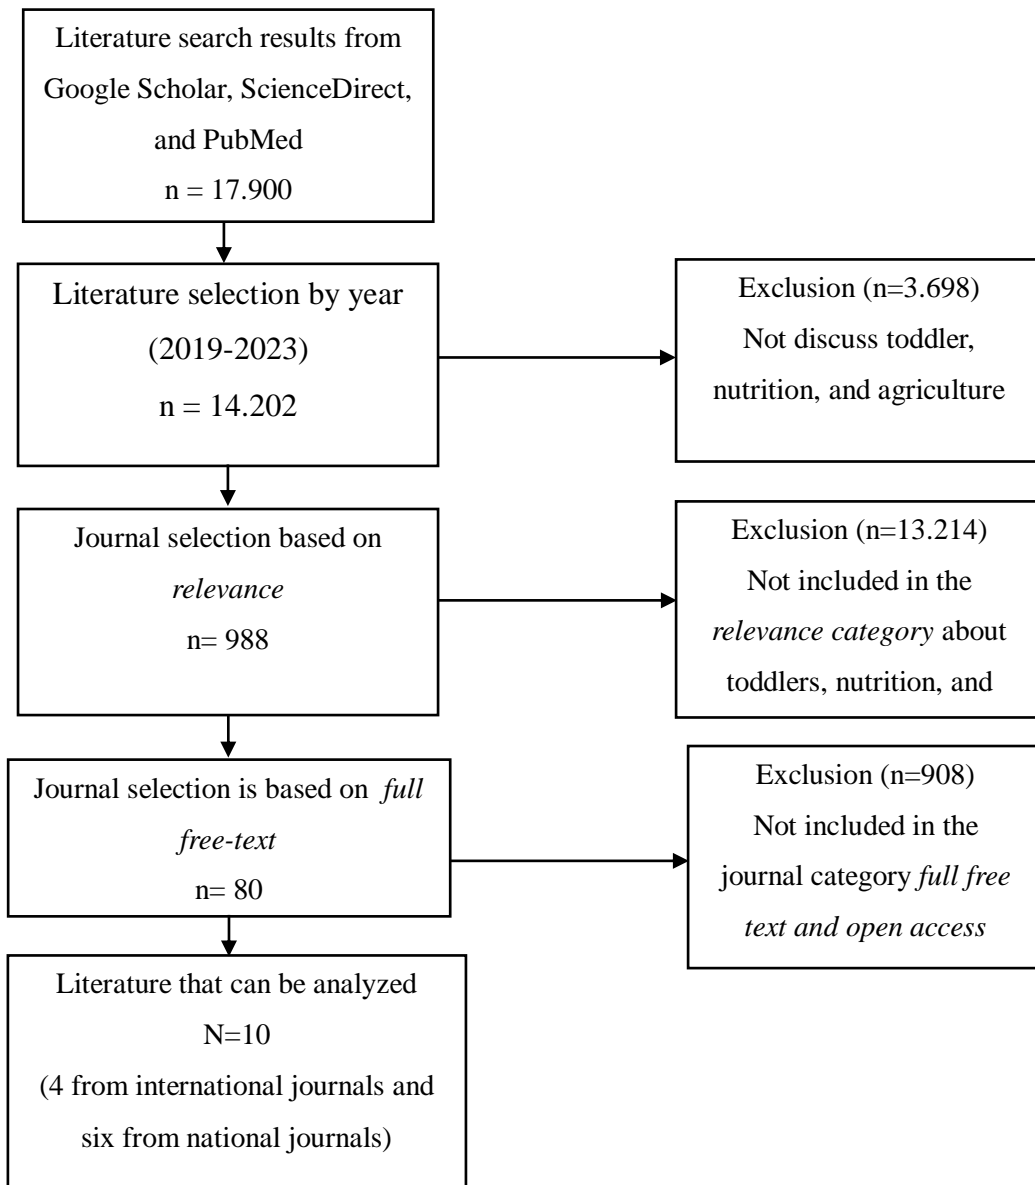 Literature search results from
Google Scholar, ScienceDirect,
and PubMed
n = 17.900
Literature selection by year
(2019-2023)
n = 14.202
Exclusion (n=3.698)
Not discuss toddler,
nutrition, and agriculture
Journal selection based on
relevance
n= 988
Exclusion (n=13.214)
Not included in the
relevance category about
toddlers, nutrition, and
Journal selection is based on full
free-text
n= 80
Exclusion (n=908)
Not included in the
journal category full free
text and open access
Literature that can be analyzed
N=10
(4 from international journals and
six from national journals)